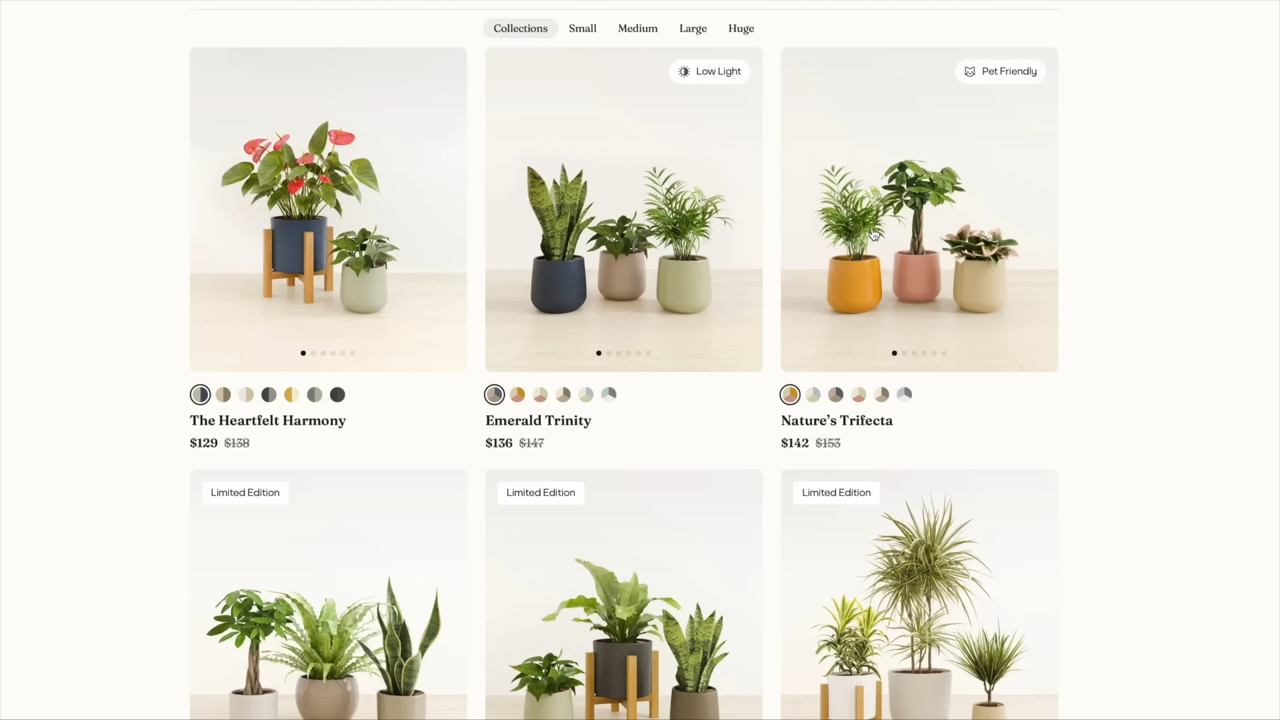 Collections Small Medium Large Huge
Low Light
Pet Friendly
The Heartfelt Harmony
$129 $138
Emerald Trinity
$136 $147
Nature’s Trifecta
$142 $153
Limited Edition
Limited Edition
Limited Edition